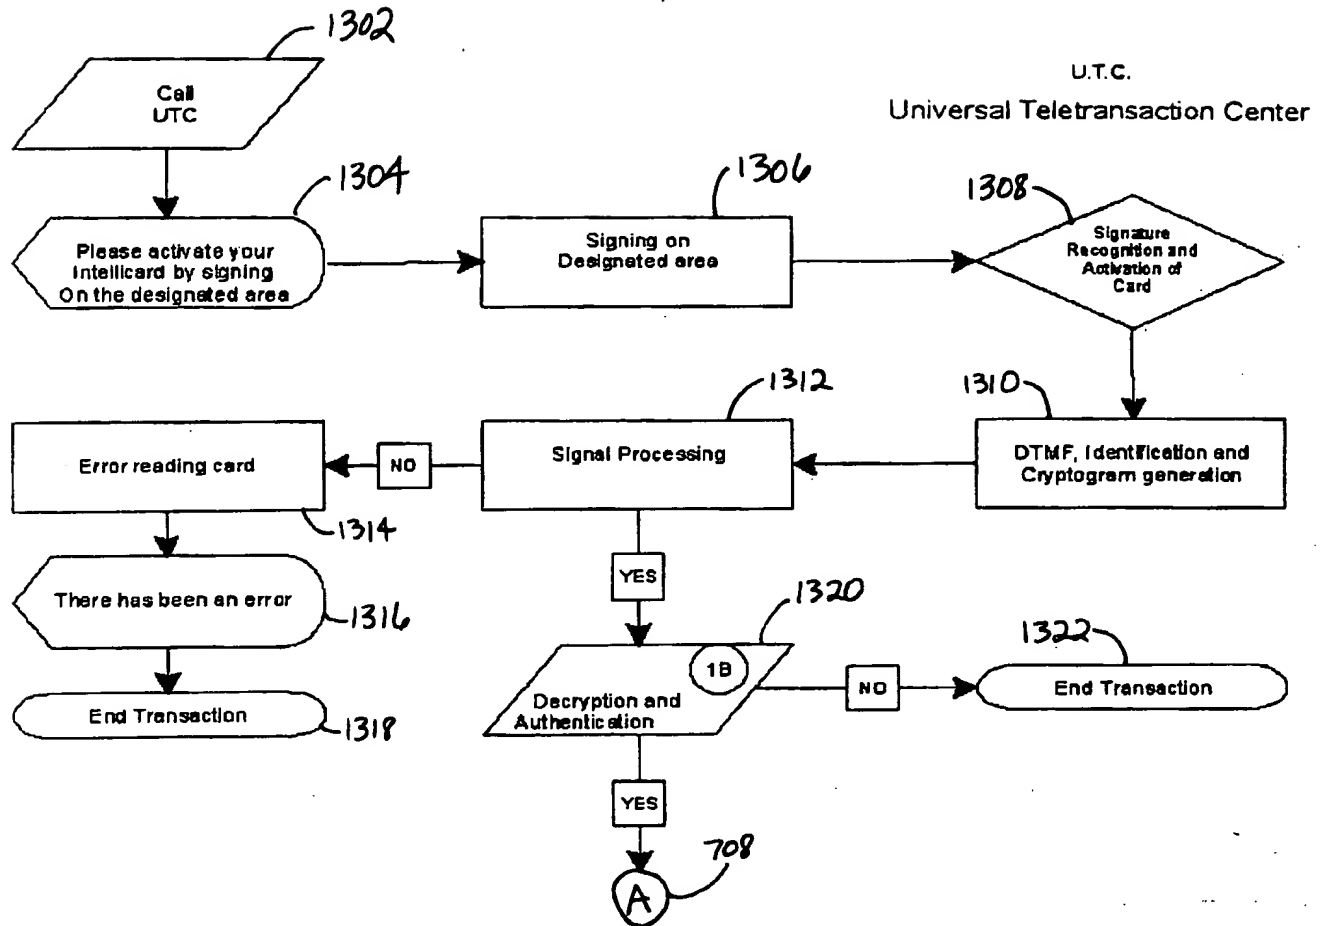 1302
Call
UTC
U.T.C.
Universal Teletransaction Center
1304
Please activate your
Intellicard by signing
On the designated area
1306
Signing on
Designated area
1308
Signature
Recognition and
Activation of
Card
1310
DTMF, Identification and
Cryptogram generation
1312
Signal Processing
NO
Error reading card
1314
There has been an error
1316
End Transaction
1318
YES
1320
1B
Decryption and
Authentication
NO
1322
End Transaction
YES
708
A